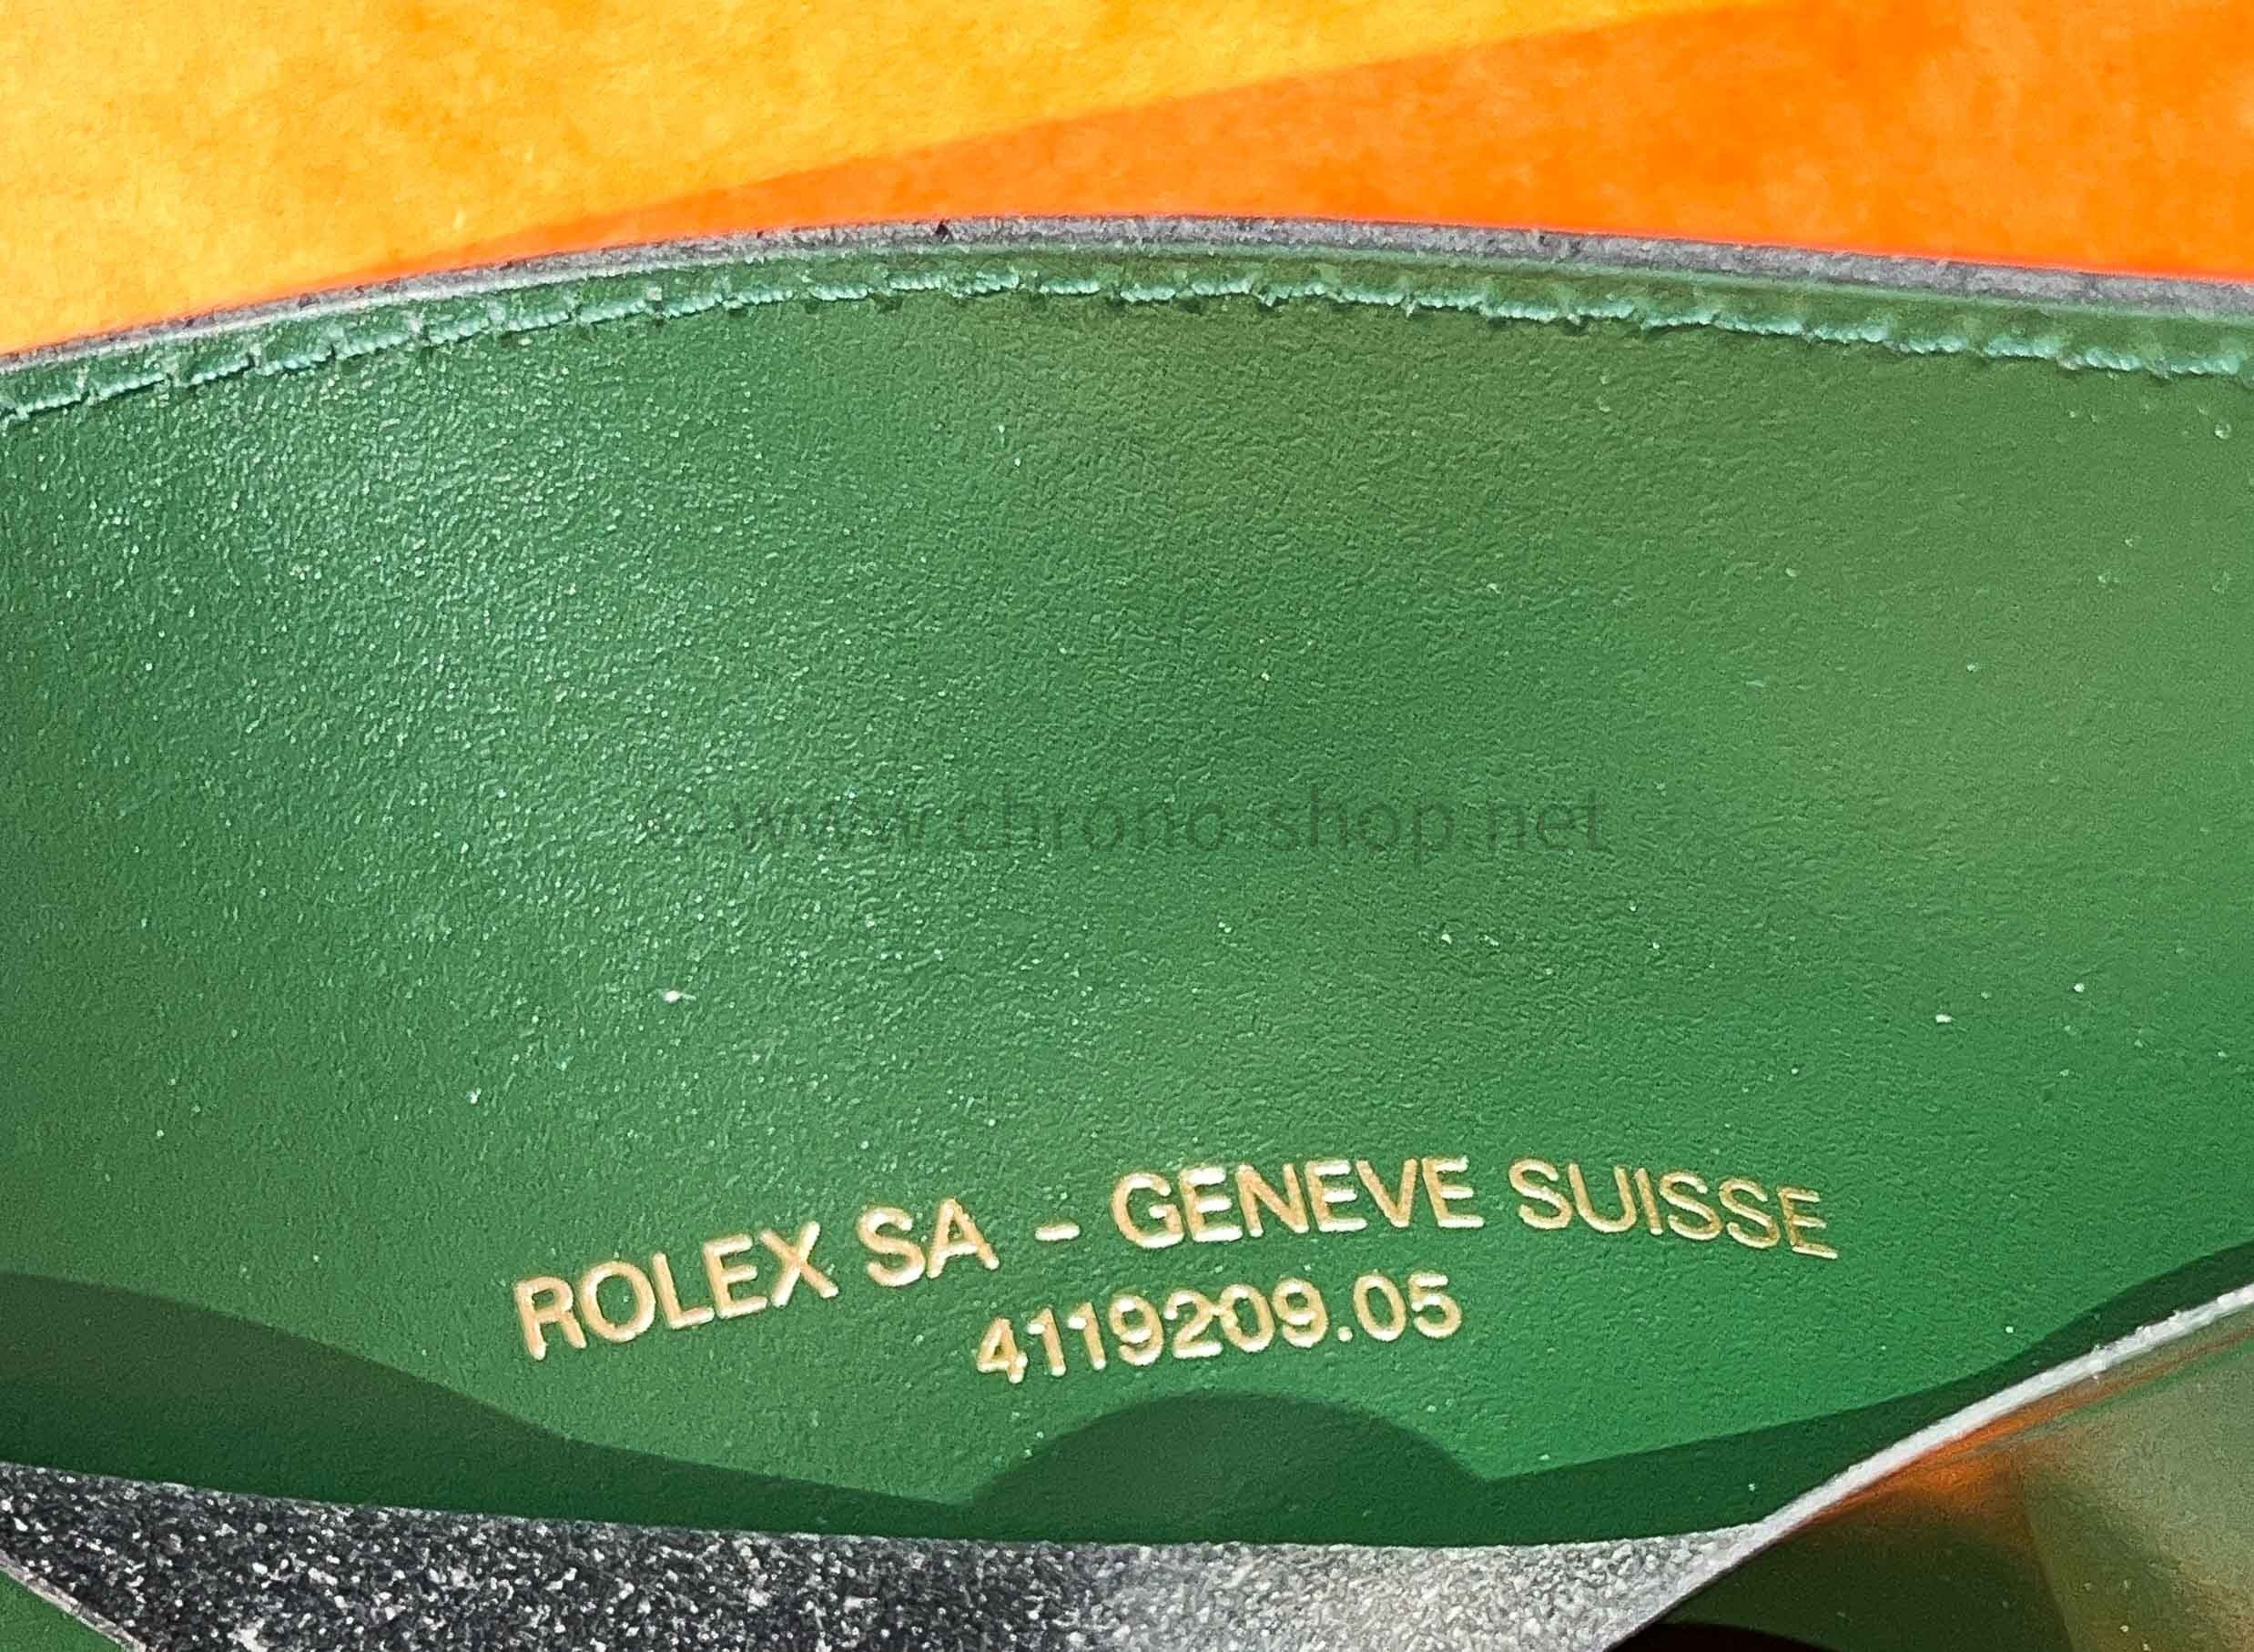 © www.chrono-shop.net
ROLEX SA - GENEVE SUISSE
4119209.05